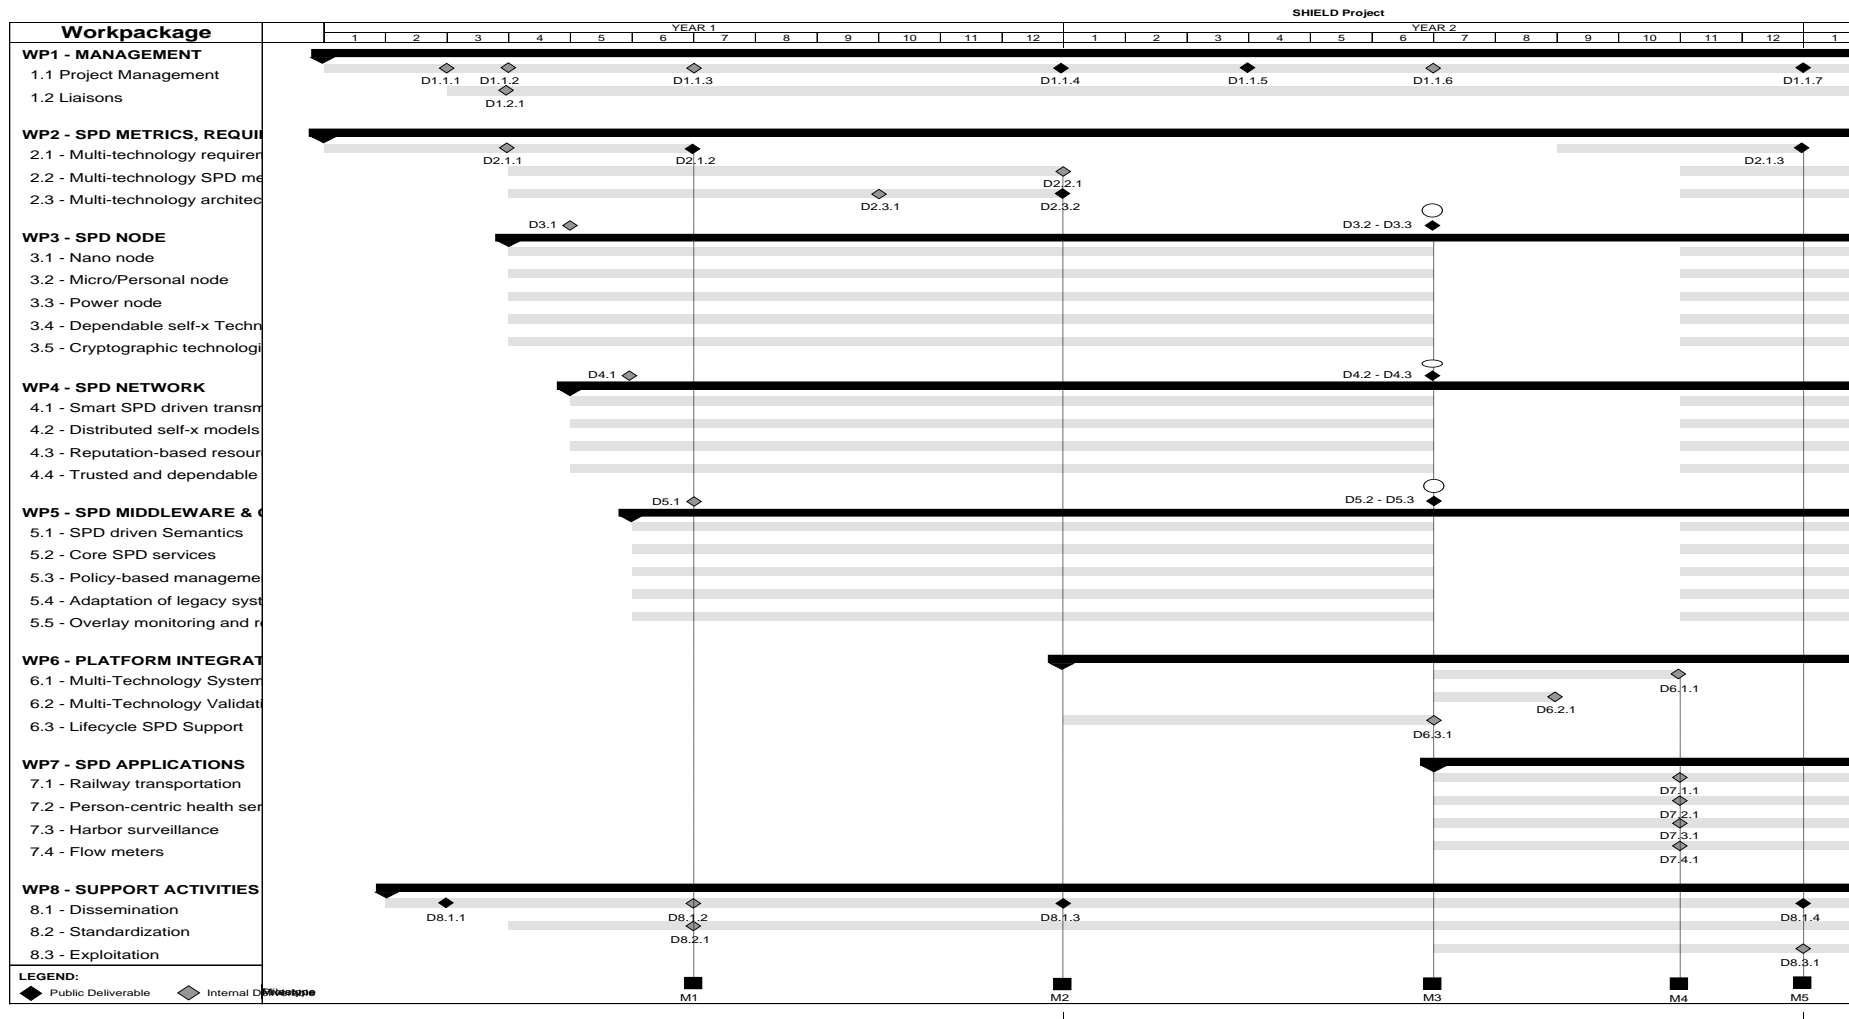 SHIELD Project
Workpackage
YEAR 1
YEAR 2
1 2 3 4 5 6 7 8 9 10 11 12 1 2 3 4 5 6 7 8 9 10 11 12 1
WP1 - MANAGEMENT
1.1 Project Management
D1.1.1 D1.1.2 D1.1.3 D1.1.4 D1.1.5 D1.1.6 D1.1.7
1.2 Liaisons
D1.2.1
WP2 - SPD METRICS, REQUI
2.1 - Multi-technology requirem
D2.1.1 D2.1.2 D2.1.3
2.2 - Multi-technology SPD me
D2.2.1
2.3 - Multi-technology architec
D2.3.1 D2.3.2
D3.1 D3.2 - D3.3
WP3 - SPD NODE
3.1 - Nano node
3.2 - Micro/Personal node
3.3 - Power node
3.4 - Dependable self-x Techn
3.5 - Cryptographic technologi
D4.1 D4.2 - D4.3
WP4 - SPD NETWORK
4.1 - Smart SPD driven transm
4.2 - Distributed self-x models
4.3 - Reputation-based resour
4.4 - Trusted and dependable
D5.1 D5.2 - D5.3
WP5 - SPD MIDDLEWARE &
5.1 - SPD driven Semantics
5.2 - Core SPD services
5.3 - Policy-based manageme
5.4 - Adaptation of legacy syst
5.5 - Overlay monitoring and r
WP6 - PLATFORM INTEGRAT
6.1 - Multi-Technology System
D6.1.1
6.2 - Multi-Technology Validati
D6.2.1
6.3 - Lifecycle SPD Support
D6.3.1
WP7 - SPD APPLICATIONS
7.1 - Railway transportation
D7.1.1
7.2 - Person-centric health ser
D7.2.1
7.3 - Harbor surveillance
D7.3.1
7.4 - Flow meters
D7.4.1
WP8 - SUPPORT ACTIVITIES
8.1 - Dissemination
D8.1.1 D8.1.2 D8.1.3 D8.1.4
8.2 - Standardization
D8.2.1
8.3 - Exploitation
D8.3.1
LEGEND:
Public Deliverable Internal
M1 M2 M3 M4 M5